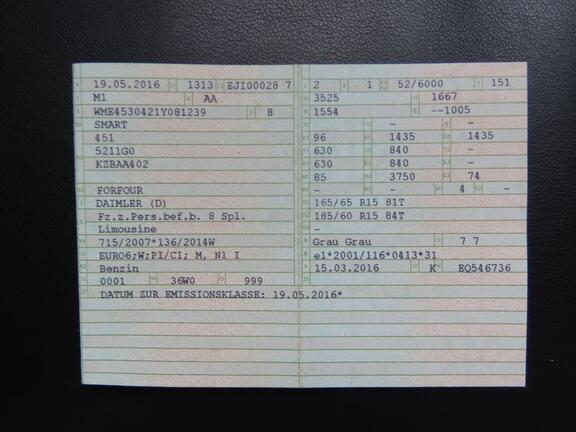 19.05.2016 1313 EJI00028 7
M1 AA
WME4530421Y081239 8
SMART
451
5211G0
KZBAA402
FORFOUR
DAIMLER (D)
Fz.z.Pers.bef.b. 8 Spl.
Limousine
715/2007*136/2014W
EURO6;W;PI/CI; M, N1 I
Benzin
0001 36W0 999
DATUM ZUR EMISSIONSKLASSE: 19.05.2016*
2 1 52/6000 151
3525 1667
1554 --1005
- -
96 1435 1435
630 840 -
630 840 -
85 3750 74
- - 4 -
165/65 R15 81T
185/60 R15 84T
-
Grau Grau 7 7
e1*2001/116*0413*31
15.03.2016 K EQ546736